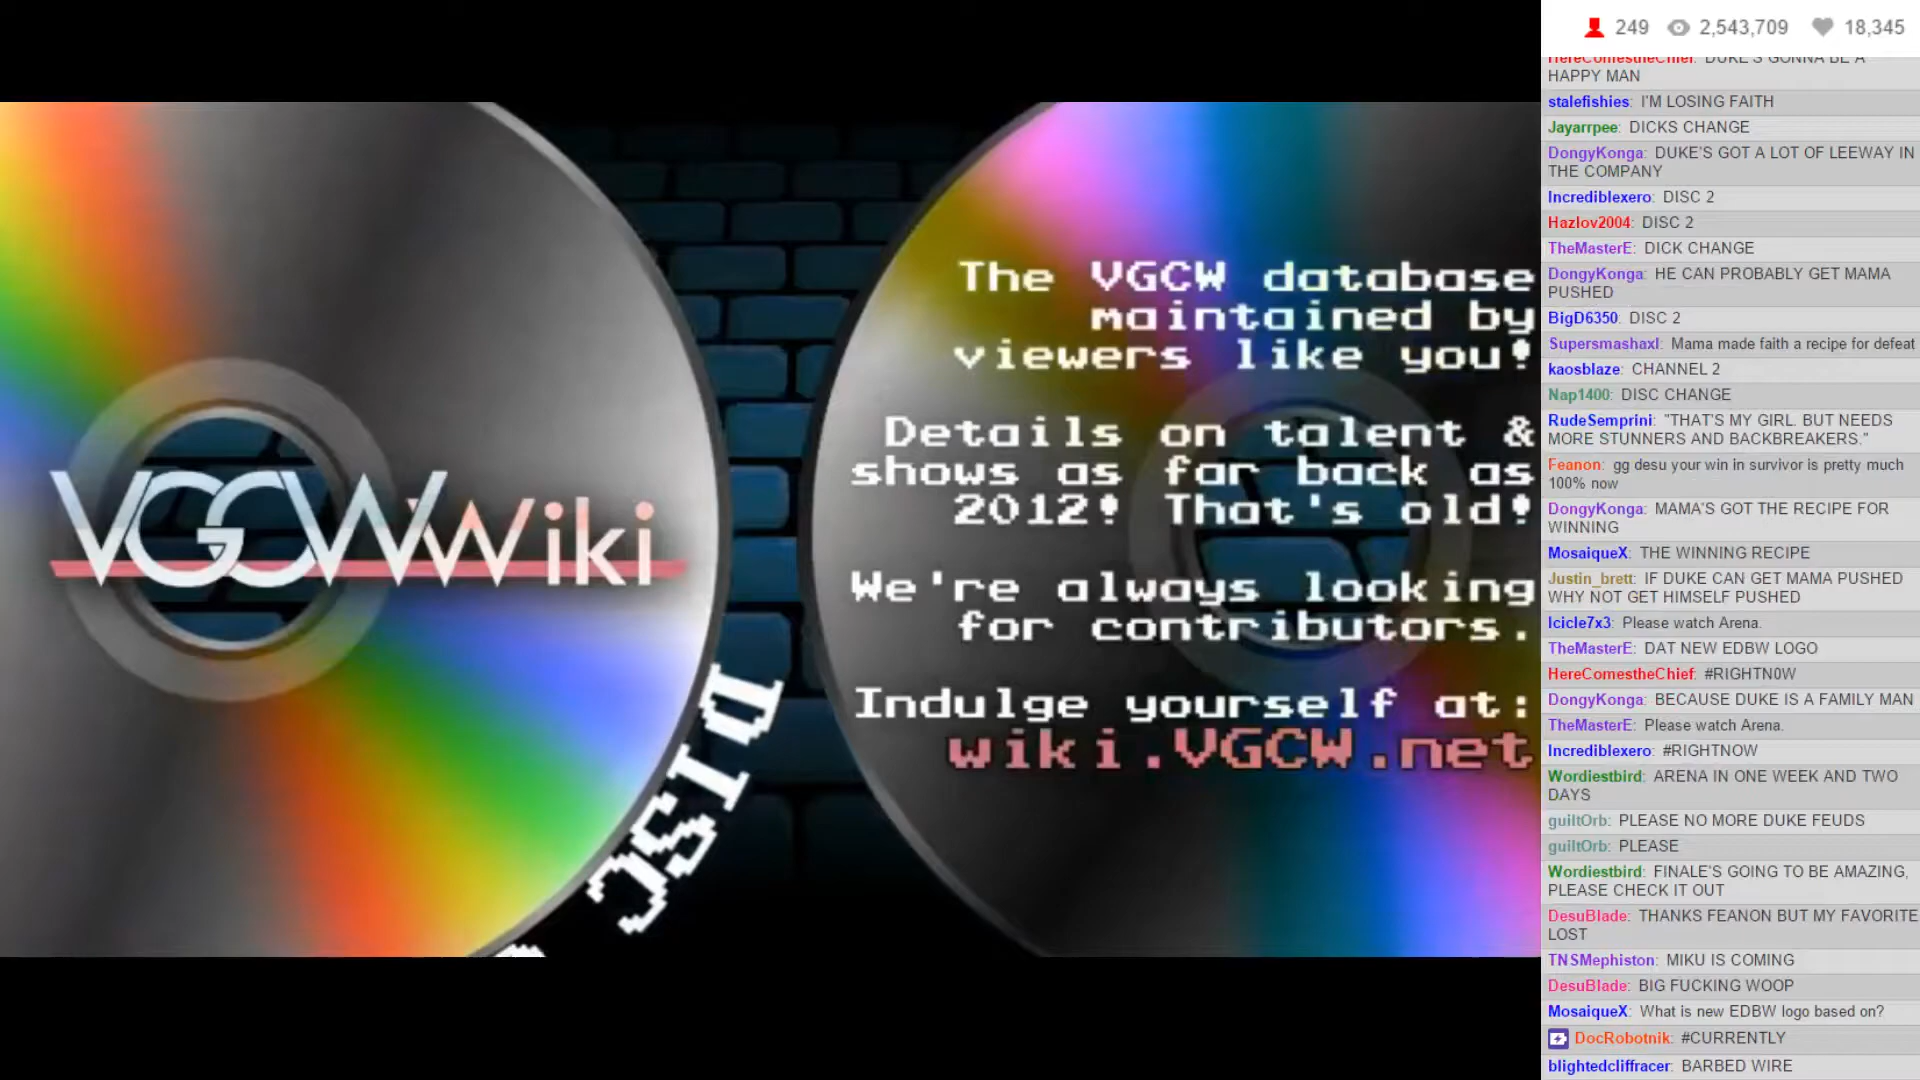 249 2,543,709 18,345
HereComestheChief: DUKE'S GONNA BE A
HAPPY MAN
stalefishies: I'M LOSING FAITH
Jayarrpee: DICKS CHANGE
DongyKonga: DUKE'S GOT A LOT OF LEEWAY IN
THE COMPANY
Incrediblexero: DISC 2
Hazlov2004: DISC 2
TheMasterE: DICK CHANGE
DongyKonga: HE CAN PROBABLY GET MAMA
PUSHED
BigD6350: DISC 2
Supersmashaxl: Mama made faith a recipe for defeat
kaosblaze: CHANNEL 2
Nap1400: DISC CHANGE
RudeSemprini: "THAT'S MY GIRL. BUT NEEDS
MORE STUNNERS AND BACKBREAKERS."
Feanon: gg desu your win in survivor is pretty much
100% now
DongyKonga: MAMA'S GOT THE RECIPE FOR
WINNING
MosaiqueX: THE WINNING RECIPE
Justin_brett: IF DUKE CAN GET MAMA PUSHED
WHY NOT GET HIMSELF PUSHED
Icicle7x3: Please watch Arena.
TheMasterE: DAT NEW EDBW LOGO
HereComestheChief: #RIGHTN0W
DongyKonga: BECAUSE DUKE IS A FAMILY MAN
TheMasterE: Please watch Arena.
Incrediblexero: #RIGHTNOW
Wordiestbird: ARENA IN ONE WEEK AND TWO
DAYS
guiltOrb: PLEASE NO MORE DUKE FEUDS
guiltOrb: PLEASE
Wordiestbird: FINALE'S GOING TO BE AMAZING,
PLEASE CHECK IT OUT
DesuBlade: THANKS FEANON BUT MY FAVORITE
LOST
TNSMephiston: MIKU IS COMING
DesuBlade: BIG FUCKING WOOP
MosaiqueX: What is new EDBW logo based on?
DocRobotnik: #CURRENTLY
blightedcliffracer: BARBED WIRE
VGCWWiki
DISC
The VGCW database
maintained by
viewers like you!
Details on talent &
shows as far back as
2012! That's old!
We're always looking
for contributors.
Indulge yourself at:
wiki.VGCW.net